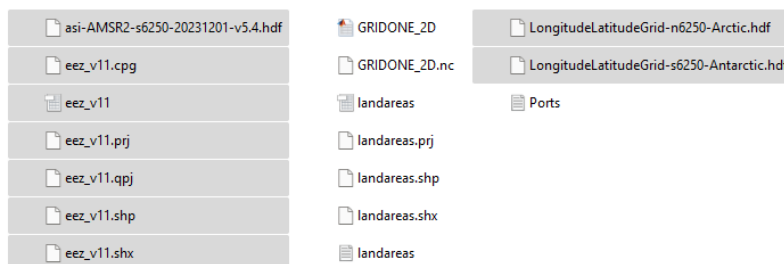 asi-AMSR2-s6250-20231201-v5.4.hdf
eez_v11.cpg
eez_v11
eez_v11.prj
eez_v11.qpj
eez_v11.shp
eez_v11.shx
GRIDONE_2D
GRIDONE_2D.nc
landareas
landareas.prj
landareas.shp
landareas.shx
landareas
LongitudeLatitudeGrid-n6250-Arctic.hdf
LongitudeLatitudeGrid-s6250-Antarctic.hdf
Ports